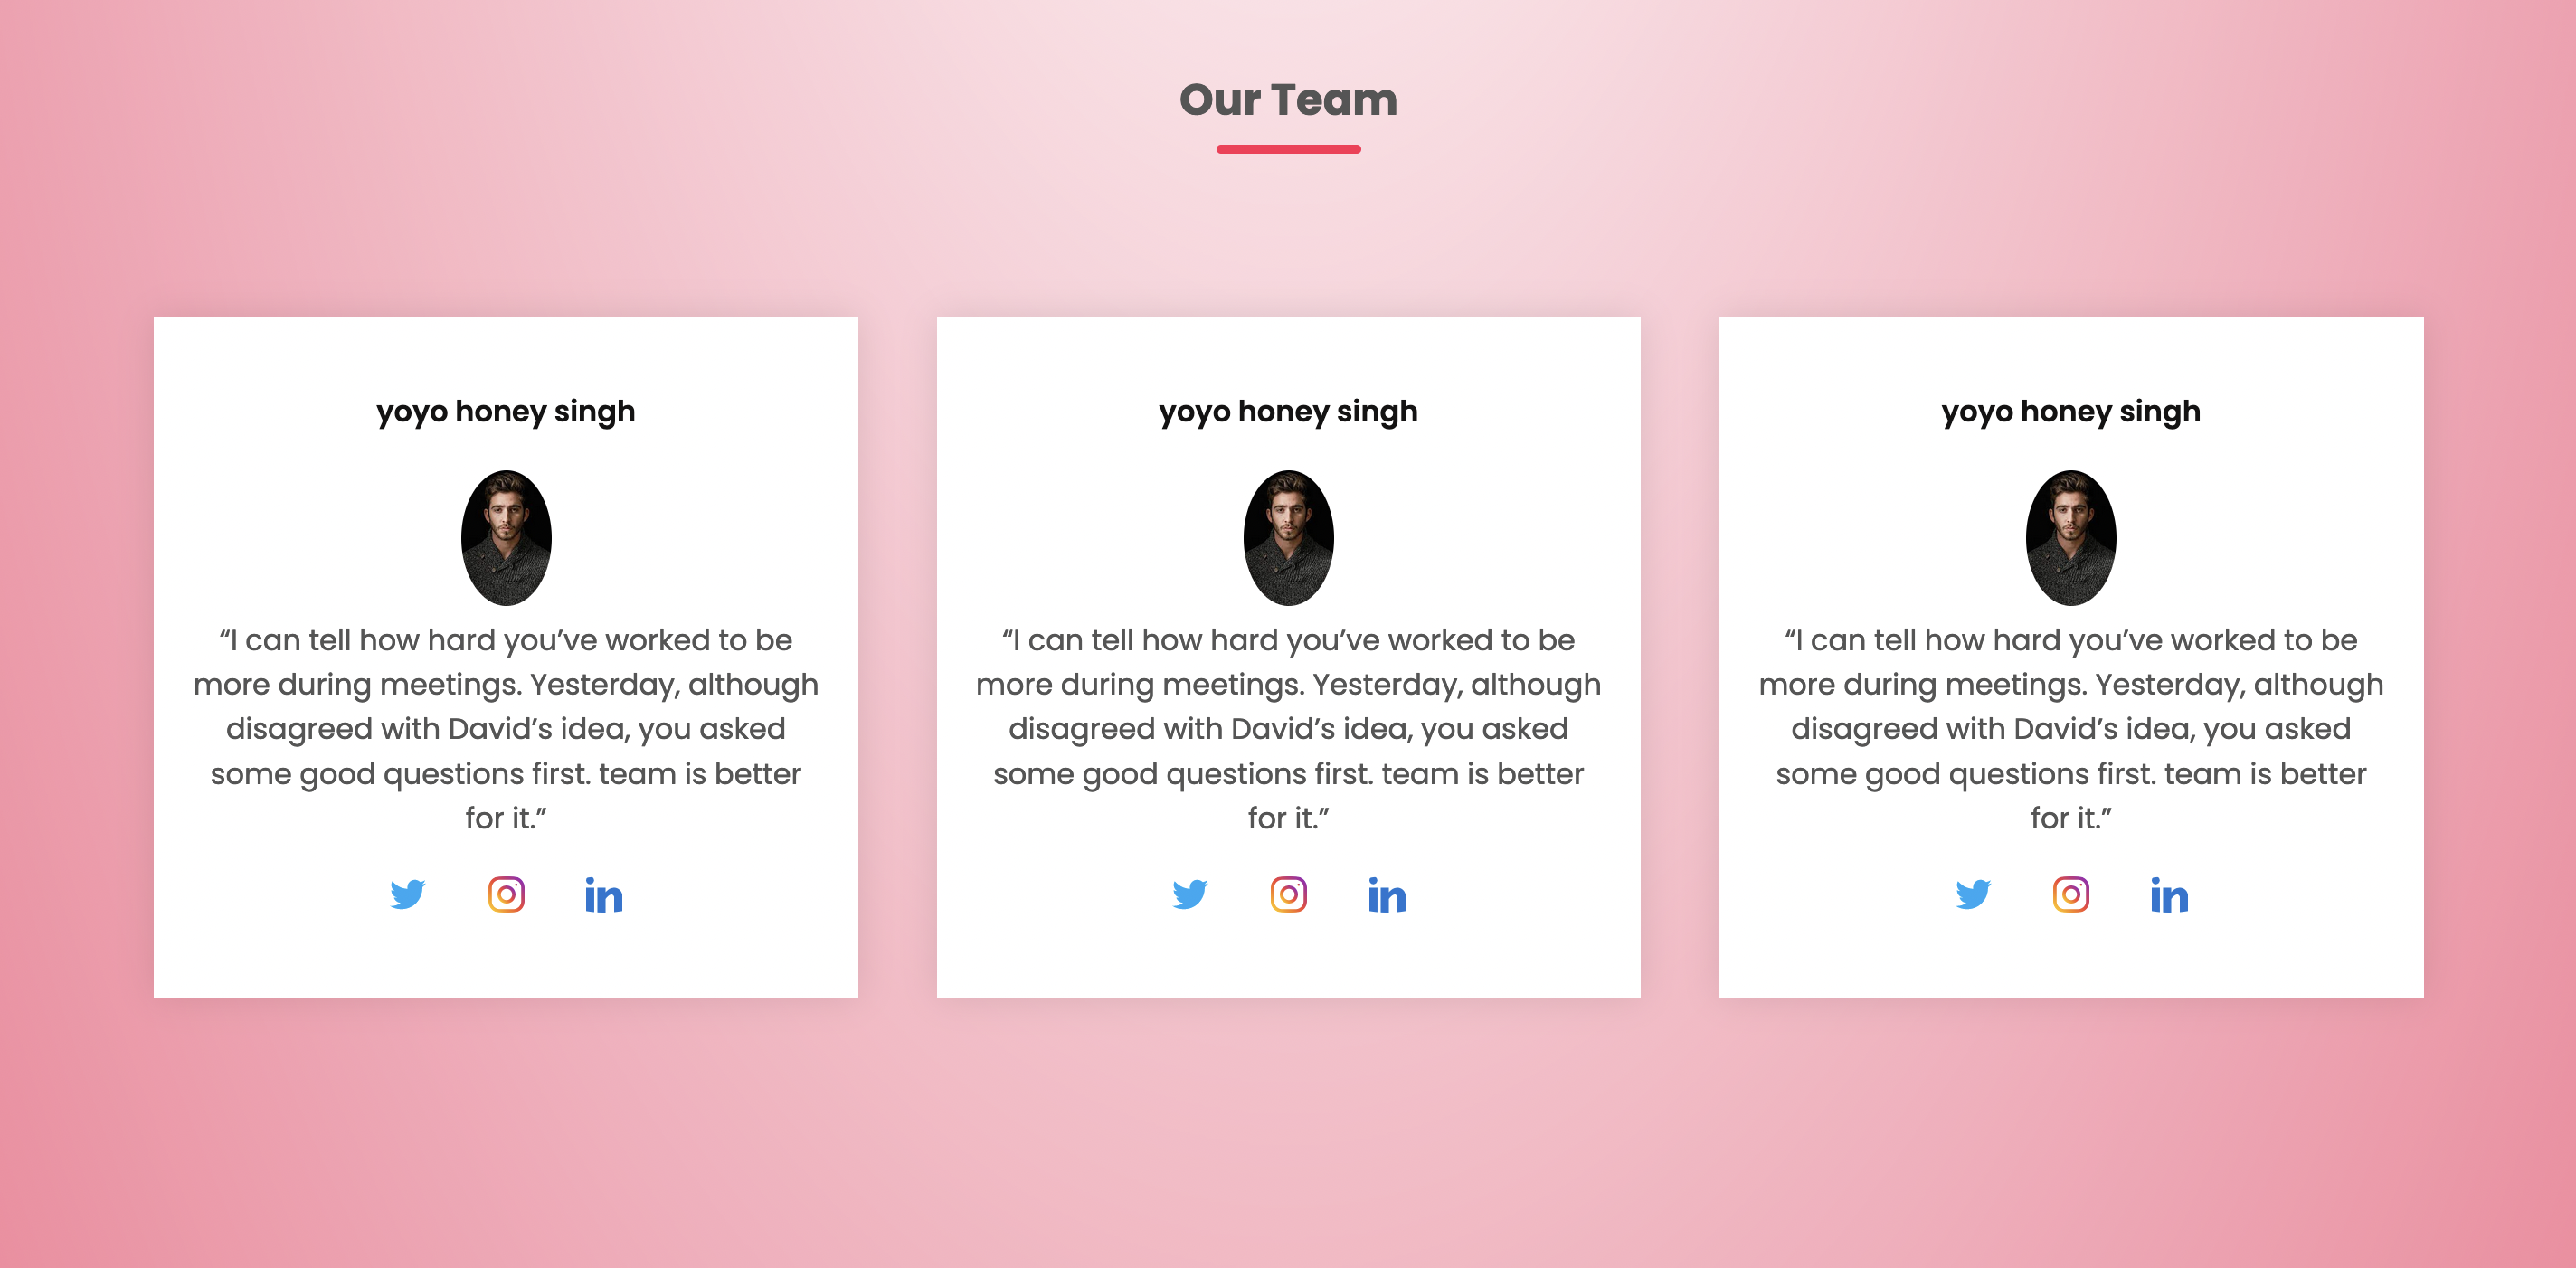 Our Team
yoyo honey singh
“I can tell how hard you’ve worked to be
more during meetings. Yesterday, although
disagreed with David’s idea, you asked
some good questions first. team is better
for it.”
yoyo honey singh
“I can tell how hard you’ve worked to be
more during meetings. Yesterday, although
disagreed with David’s idea, you asked
some good questions first. team is better
for it.”
yoyo honey singh
“I can tell how hard you’ve worked to be
more during meetings. Yesterday, although
disagreed with David’s idea, you asked
some good questions first. team is better
for it.”